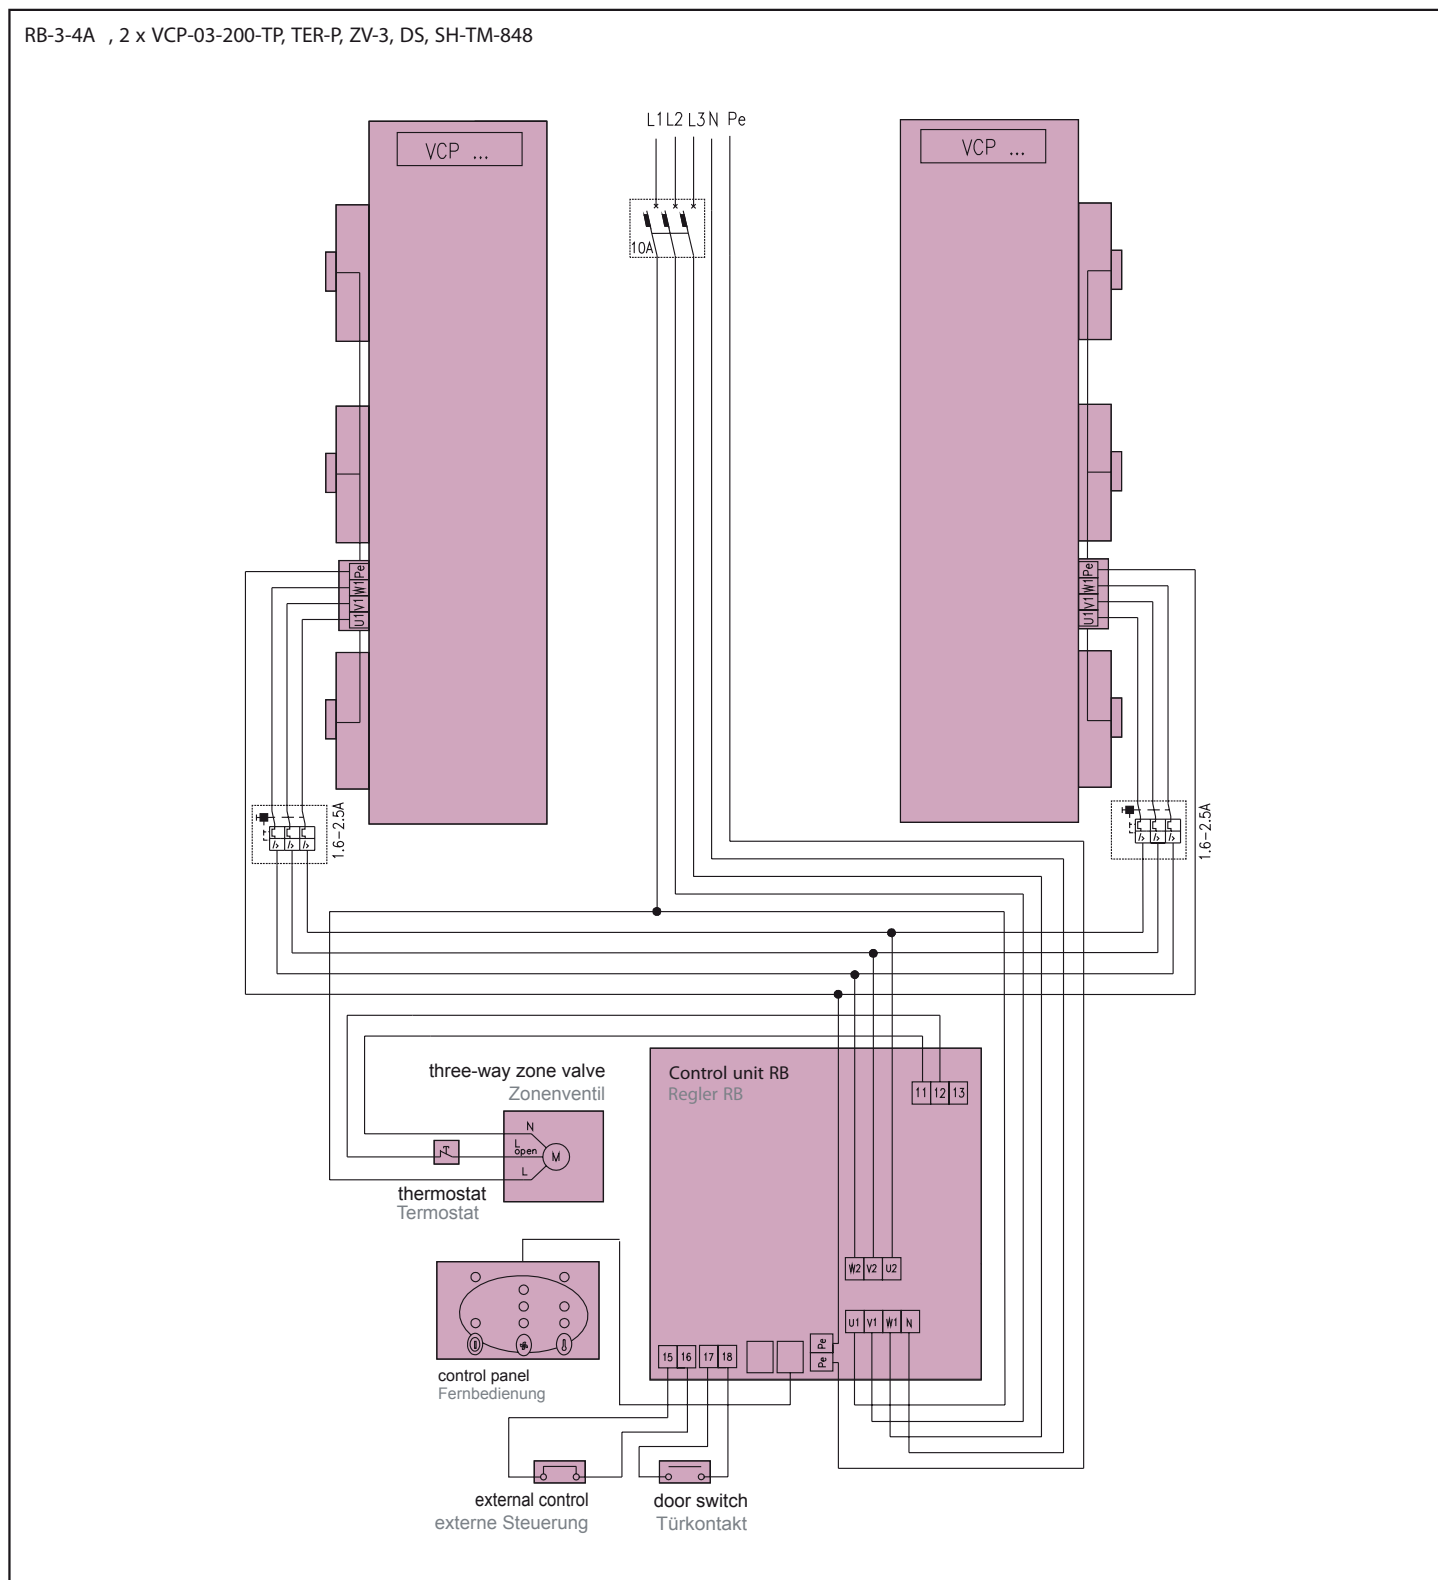 RB-3-4A , 2 x VCP-03-200-TP, TER-P, ZV-3, DS, SH-TM-848
L1 L2 L3 N Pe
VCP ...
VCP ...
10A
Pe
W1
V1
U1
Pe
W1
V1
U1
1.6-2.5A
1.6-2.5A
three-way zone valve
Zonenventil
Control unit RB
Regler RB
11 12 13
N
L
open
M
L
thermostat
Termostat
W2 V2 U2
U1 V1 W1 N
Pe
Pe
15 16 17 18
control panel
Fernbedienung
external control
externe Steuerung
door switch
Türkontakt